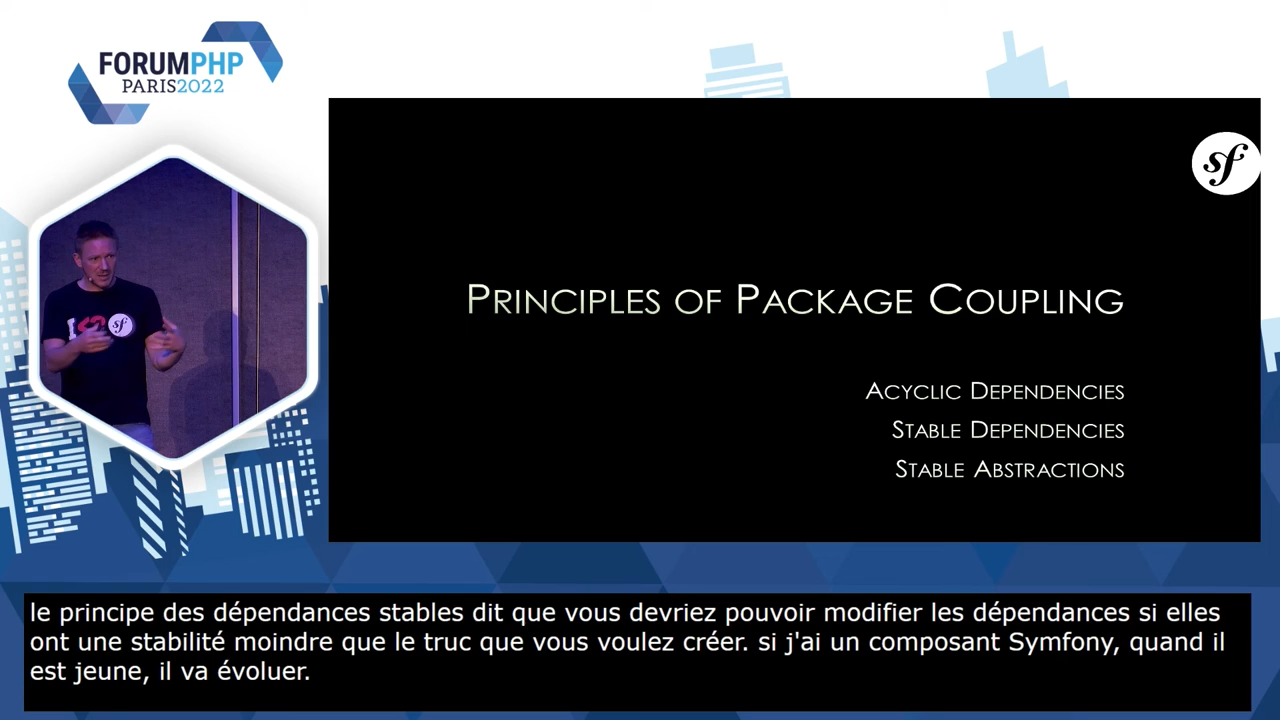 FORUMPHP
PARIS2022
sf
PRINCIPLES OF PACKAGE COUPLING
ACYCLIC DEPENDENCIES
STABLE DEPENDENCIES
STABLE ABSTRACTIONS
sf
le principe des dépendances stables dit que vous devriez pouvoir modifier les dépendances si elles
ont une stabilité moindre que le truc que vous voulez créer. si j'ai un composant Symfony, quand il
est jeune, il va évoluer.